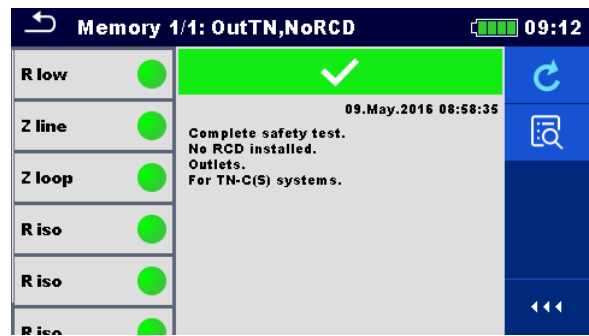 Memory 1/1: OutTN,NoRCD 09:12
R low
Z line
Z loop
R iso
R iso
R iso
09.May.2016 08:58:35
Complete safety test.
No RCD installed.
Outlets.
For TN-C(S) systems.